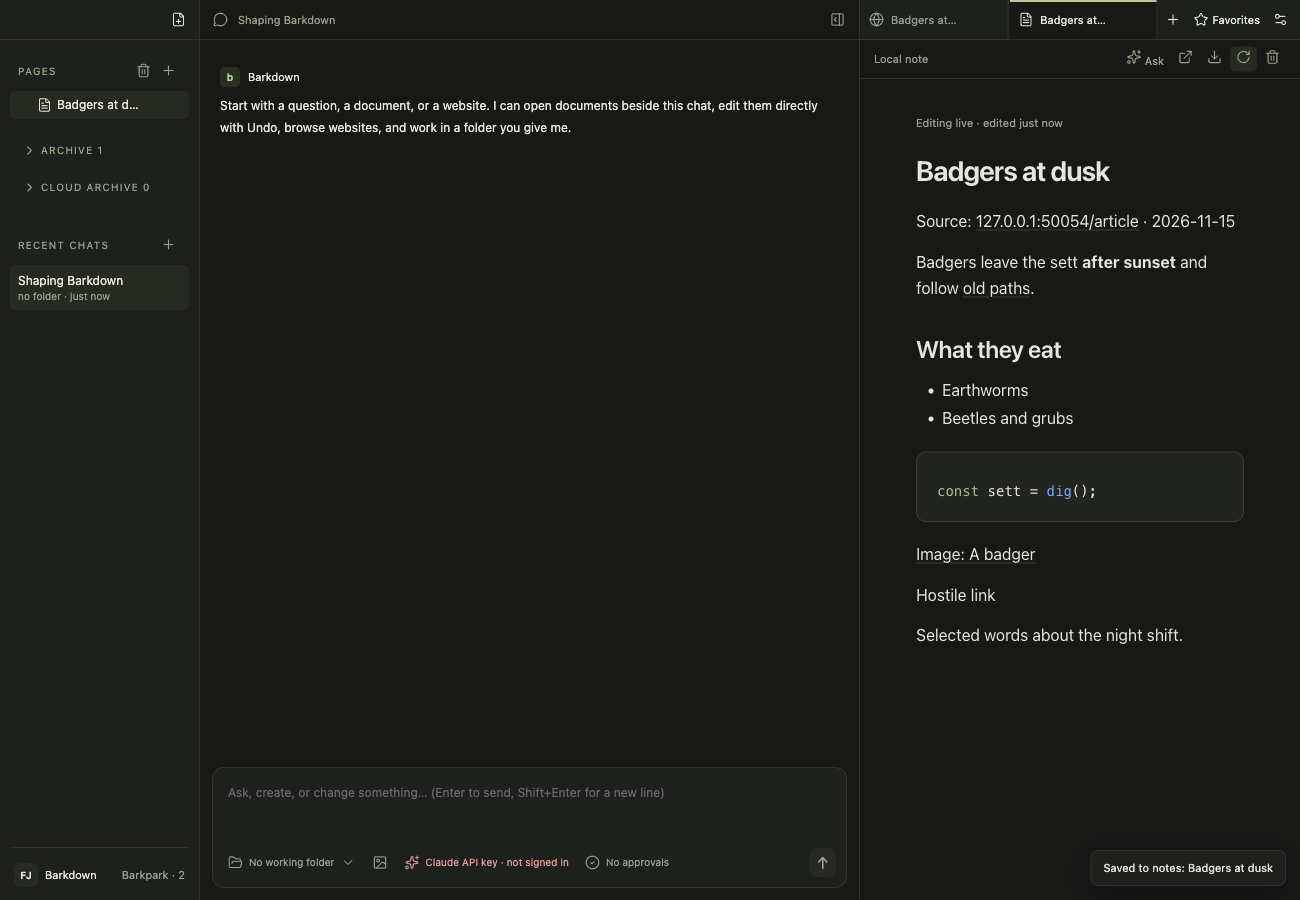 Shaping Barkdown
Badgers at...
Badgers at...
Favorites
PAGES
Badgers at d...
ARCHIVE 1
CLOUD ARCHIVE 0
RECENT CHATS
Shaping Barkdown
no folder · just now
FJ Barkdown Barkpark · 2
b Barkdown
Start with a question, a document, or a website. I can open documents beside this chat, edit them directly
with Undo, browse websites, and work in a folder you give me.
Ask, create, or change something... (Enter to send, Shift+Enter for a new line)
No working folder Claude API key · not signed in No approvals
Local note Ask
Editing live · edited just now
Badgers at dusk
Source: 127.0.0.1:50054/article · 2026-11-15
Badgers leave the sett after sunset and
follow old paths.
What they eat
• Earthworms
• Beetles and grubs
const sett = dig();
Image: A badger
Hostile link
Selected words about the night shift.
Saved to notes: Badgers at dusk